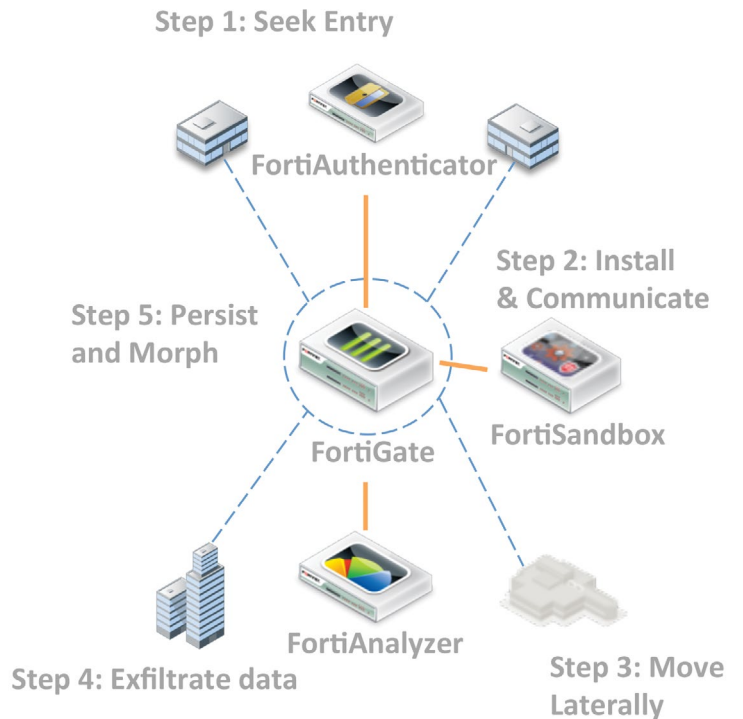 Step 1: Seek Entry
FortiAuthenticator
Step 2: Install
& Communicate
Step 5: Persist
and Morph
FortiSandbox
FortiGate
FortiAnalyzer
Step 4: Exfiltrate data
Step 3: Move
Laterally